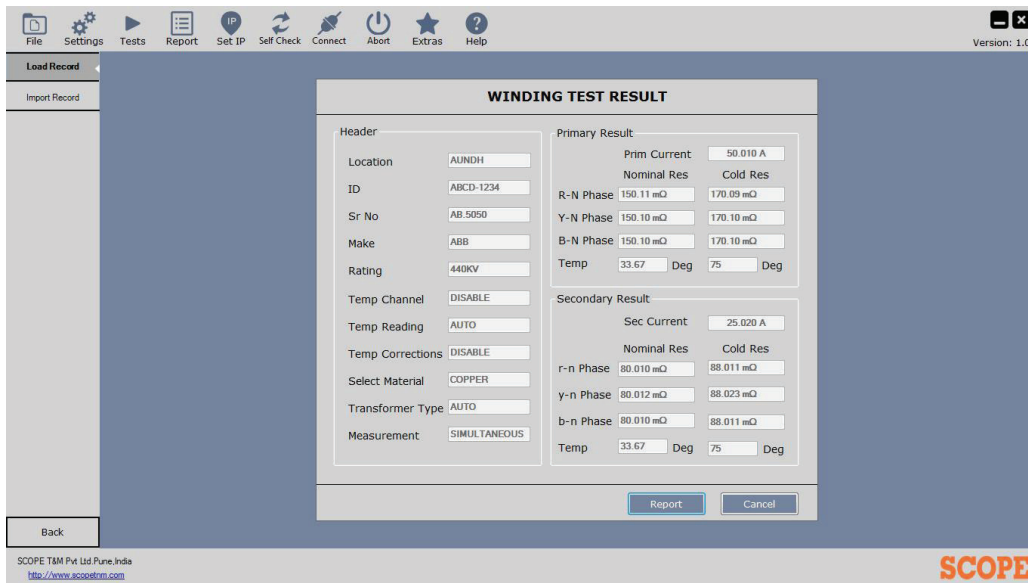 File Settings Tests Report IP Set IP Self Check Connect Abort Extras ? Help
Version: 1.0
Load Record
Import Record
WINDING TEST RESULT
Header
Location AUNDH
ID ABCD-1234
Sr No AB.5050
Make ABB
Rating 440KV
Temp Channel DISABLE
Temp Reading AUTO
Temp Corrections DISABLE
Select Material COPPER
Transformer Type AUTO
Measurement SIMULTANEOUS
Primary Result
Prim Current 50.010 A
Nominal Res Cold Res
R-N Phase 150.11 mΩ 170.09 mΩ
Y-N Phase 150.10 mΩ 170.10 mΩ
B-N Phase 150.10 mΩ 170.10 mΩ
Temp 33.67 Deg 75 Deg
Secondary Result
Sec Current 25.020 A
Nominal Res Cold Res
r-n Phase 80.010 mΩ 88.011 mΩ
y-n Phase 80.012 mΩ 88.023 mΩ
b-n Phase 80.010 mΩ 88.011 mΩ
Temp 33.67 Deg 75 Deg
Report Cancel
Back
SCOPE T&M Pvt Ltd.Pune,India
http://www.scopetnm.com
SCOPE